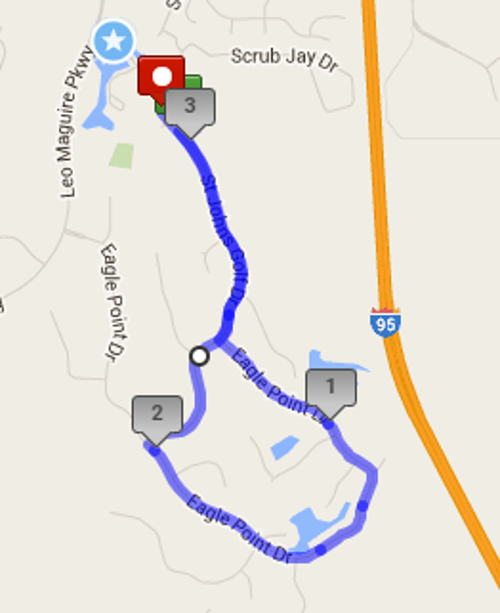 S
Scrub Jay Dr
Leo Maguire Pkwy
3
St Johns Golf Dr
Eagle Point Dr
95
Eagle Point Dr
1
2
Eagle Point Dr